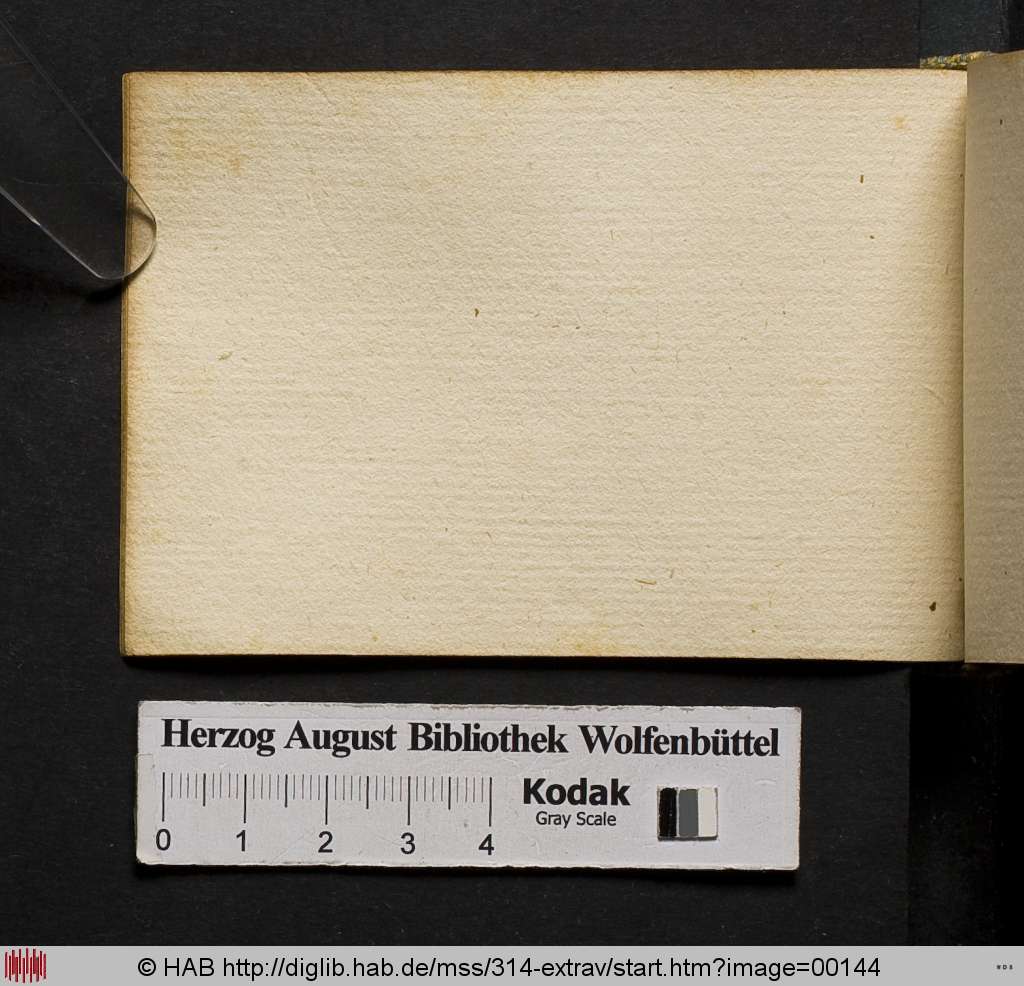 Herzog August Bibliothek Wolfenbüttel
0 1 2 3 4
Kodak
Gray Scale
© HAB http://diglib.hab.de/mss/314-extrav/start.htm?image=00144
WDB